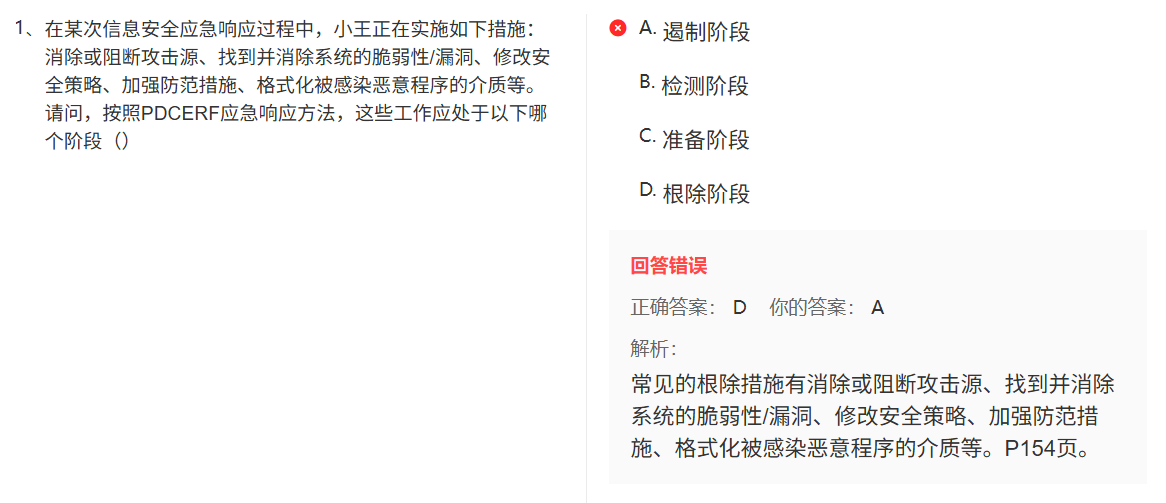 1、在某次信息安全应急响应过程中，小王正在实施如下措施：
消除或阻断攻击源、找到并消除系统的脆弱性/漏洞、修改安
全策略、加强防范措施、格式化被感染恶意程序的介质等。
请问，按照PDCERF应急响应方法，这些工作应处于以下哪
个阶段（）
A. 遏制阶段
B. 检测阶段
C. 准备阶段
D. 根除阶段
回答错误
正确答案： D 你的答案： A
解析：
常见的根除措施有消除或阻断攻击源、找到并消除
系统的脆弱性/漏洞、修改安全策略、加强防范措
施、格式化被感染恶意程序的介质等。P154页。